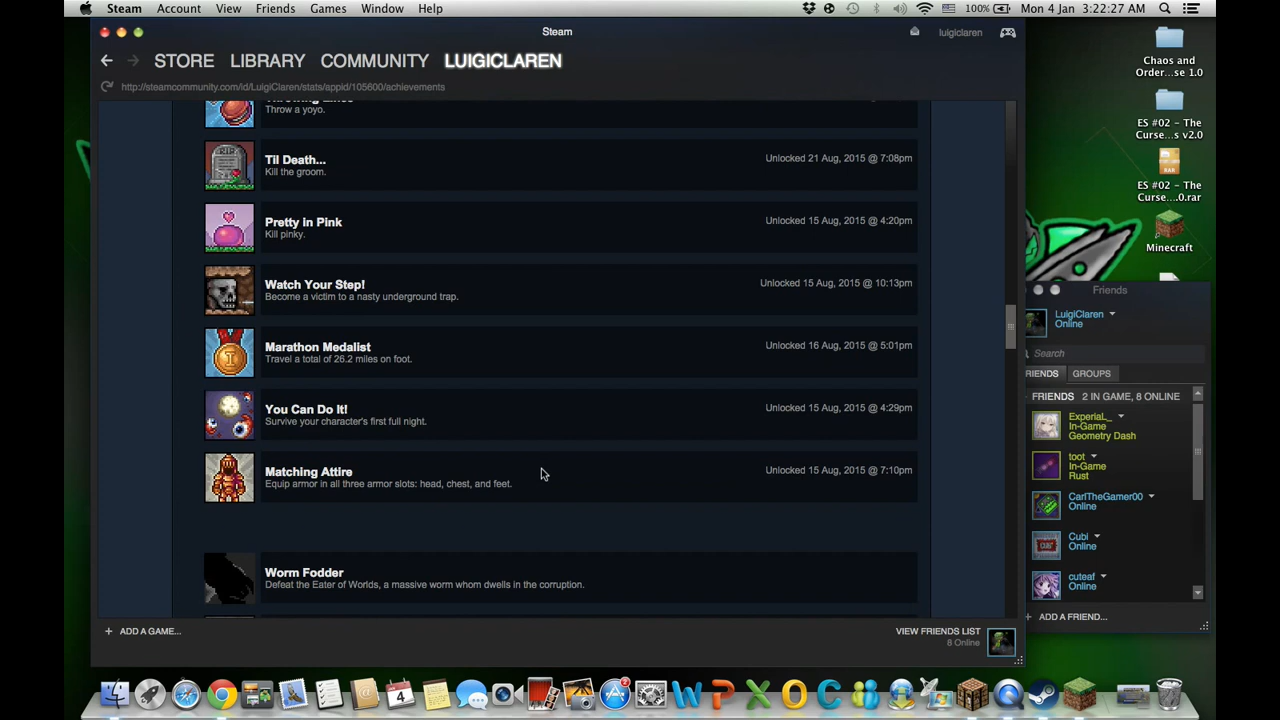 Steam Account View Friends Games Window Help
100% Mon 4 Jan 3:22:27 AM
Steam
luigiclaren
STORE LIBRARY COMMUNITY LUIGICLAREN
http://steamcommunity.com/id/LuigiClaren/stats/appid/105600/achievements
Throwing Lines
Throw a yoyo.
Til Death...
Unlocked 21 Aug, 2015 @ 7:08pm
Kill the groom.
Pretty in Pink
Unlocked 15 Aug, 2015 @ 4:20pm
Kill pinky.
Watch Your Step!
Unlocked 15 Aug, 2015 @ 10:13pm
Become a victim to a nasty underground trap.
Marathon Medalist
Unlocked 16 Aug, 2015 @ 5:01pm
Travel a total of 26.2 miles on foot.
You Can Do It!
Unlocked 15 Aug, 2015 @ 4:29pm
Survive your character's first full night.
Matching Attire
Unlocked 15 Aug, 2015 @ 7:10pm
Equip armor in all three armor slots: head, chest, and feet.
Worm Fodder
Defeat the Eater of Worlds, a massive worm whom dwells in the corruption.
+ ADD A GAME...
VIEW FRIENDS LIST
8 Online
Chaos and
Order...se 1.0
ES #02 - The
Curse...s v2.0
RAR
ES #02 - The
Curse....0.rar
Minecraft
Friends
LuigiClaren
Online
Search
RIENDS GROUPS
FRIENDS 2 IN GAME, 8 ONLINE
ExperiaL_
In-Game
Geometry Dash
toot
In-Game
Rust
CarlTheGamer00
Online
Cubi
Online
cuteaf
Online
+ ADD A FRIEND...
4
2